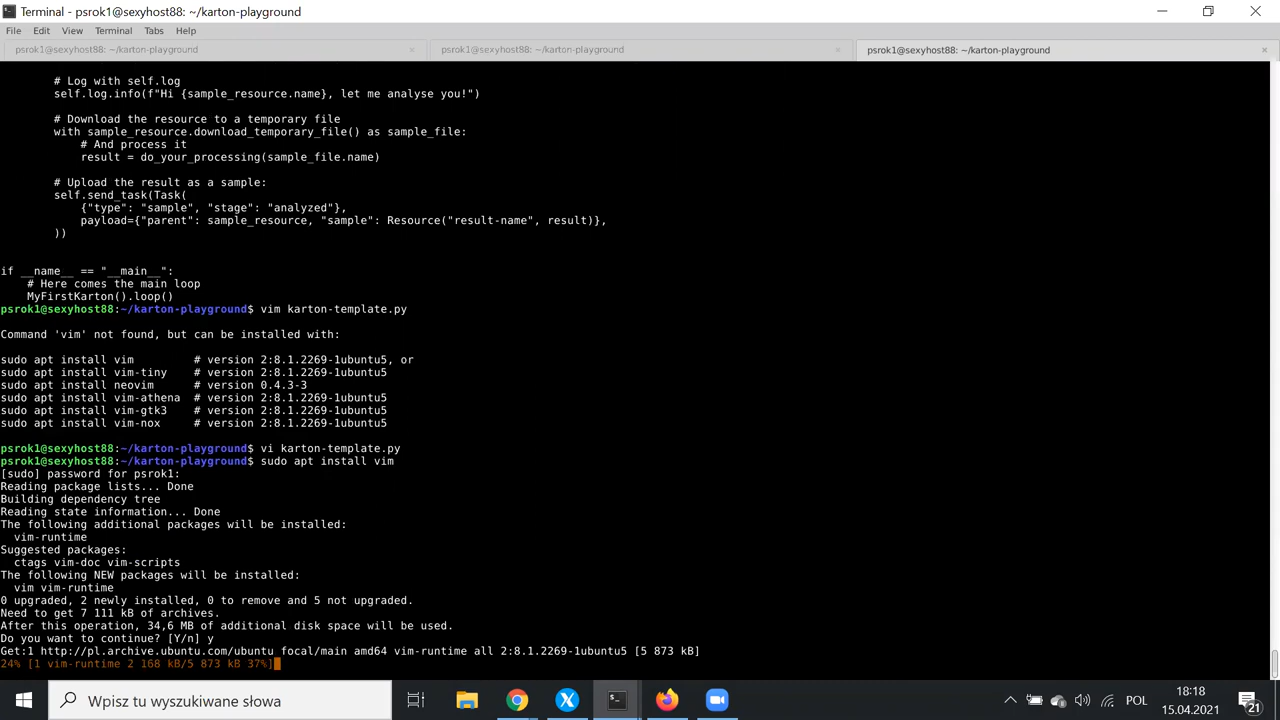 Terminal - psrok1@sexyhost88: ~/karton-playground
File Edit View Terminal Tabs Help
psrok1@sexyhost88: ~/karton-playground × psrok1@sexyhost88: ~/karton-playground × psrok1@sexyhost88: ~/karton-playground ×
# Log with self.log
self.log.info(f"Hi {sample_resource.name}, let me analyse you!")
# Download the resource to a temporary file
with sample_resource.download_temporary_file() as sample_file:
# And process it
result = do_your_processing(sample_file.name)
# Upload the result as a sample:
self.send_task(Task(
{"type": "sample", "stage": "analyzed"},
payload={"parent": sample_resource, "sample": Resource("result-name", result)},
))
if __name__ == "__main__":
# Here comes the main loop
MyFirstKarton().loop()
psrok1@sexyhost88:~/karton-playground$ vim karton-template.py
Command 'vim' not found, but can be installed with:
sudo apt install vim # version 2:8.1.2269-1ubuntu5, or
sudo apt install vim-tiny # version 2:8.1.2269-1ubuntu5
sudo apt install neovim # version 0.4.3-3
sudo apt install vim-athena # version 2:8.1.2269-1ubuntu5
sudo apt install vim-gtk3 # version 2:8.1.2269-1ubuntu5
sudo apt install vim-nox # version 2:8.1.2269-1ubuntu5
psrok1@sexyhost88:~/karton-playground$ vi karton-template.py
psrok1@sexyhost88:~/karton-playground$ sudo apt install vim
[sudo] password for psrok1:
Reading package lists... Done
Building dependency tree
Reading state information... Done
The following additional packages will be installed:
vim-runtime
Suggested packages:
ctags vim-doc vim-scripts
The following NEW packages will be installed:
vim vim-runtime
0 upgraded, 2 newly installed, 0 to remove and 5 not upgraded.
Need to get 7 111 kB of archives.
After this operation, 34,6 MB of additional disk space will be used.
Do you want to continue? [Y/n] y
Get:1 http://pl.archive.ubuntu.com/ubuntu focal/main amd64 vim-runtime all 2:8.1.2269-1ubuntu5 [5 873 kB]
24% [1 vim-runtime 2 168 kB/5 873 kB 37%]
Wpisz tu wyszukiwane słowa
POL
18:18
15.04.2021
21